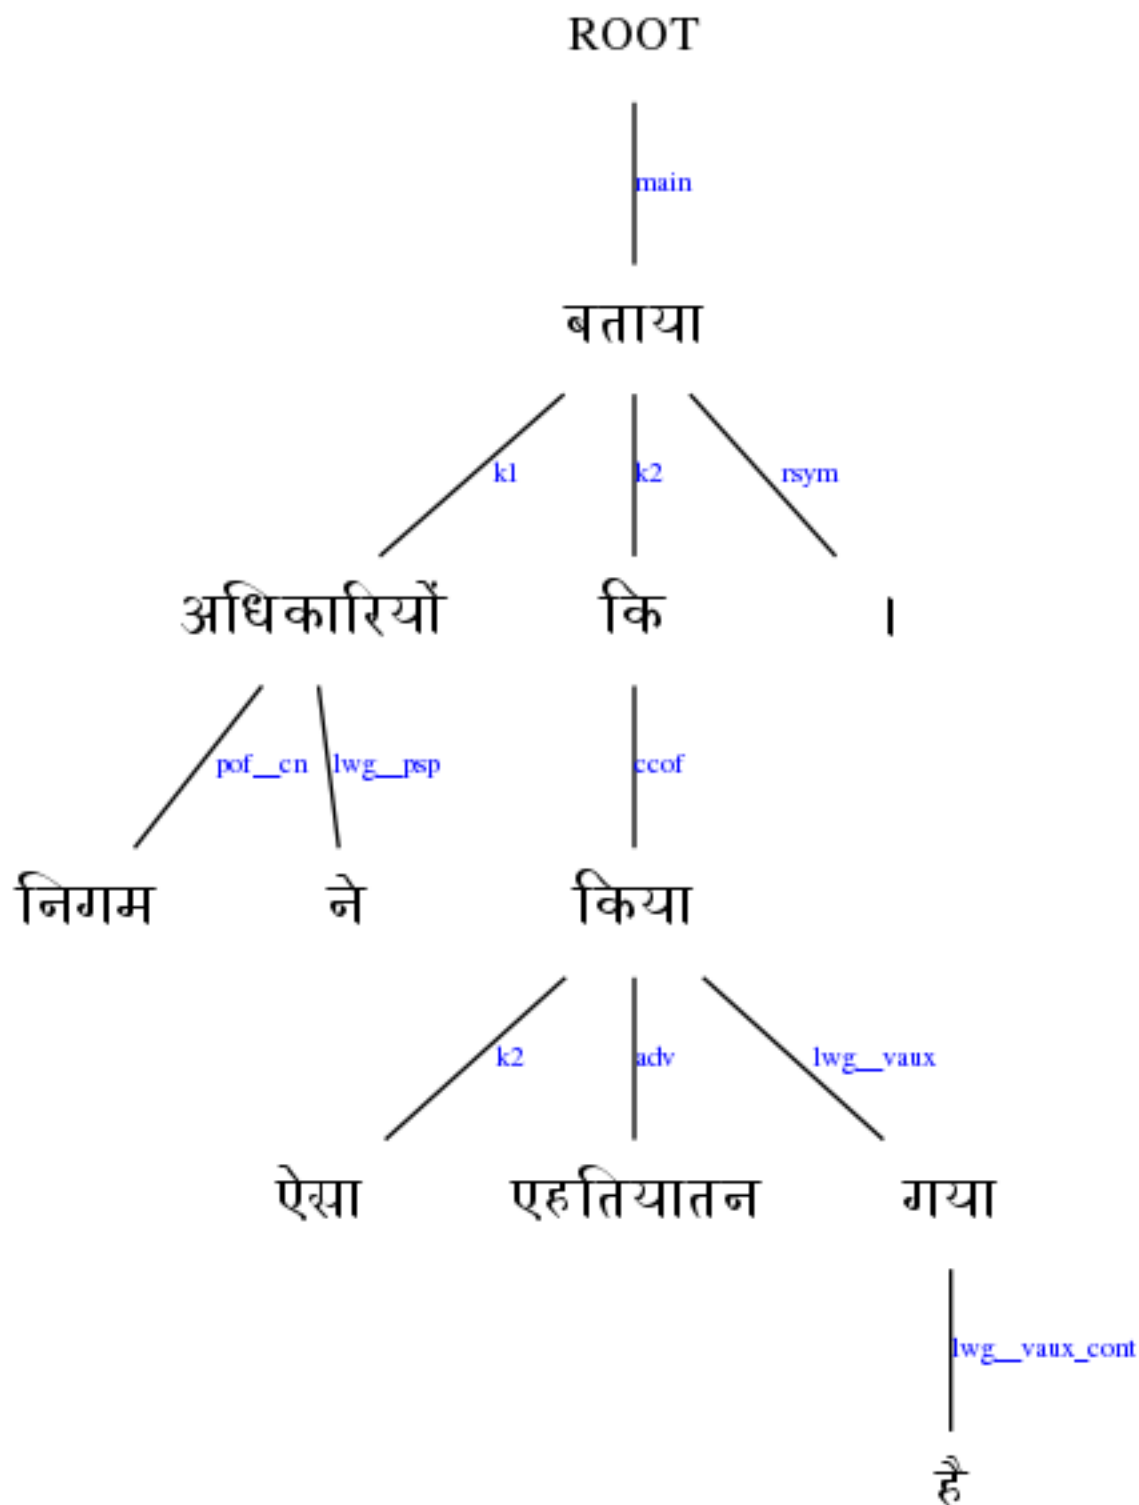 ROOT
main
बताया
k1 k2 rsym
अधिकारियों कि ।
pof__cn lwg__psp ccof
निगम ने किया
k2 adv lwg__vaux
ऐसा एहतियातन गया
lwg__vaux_cont
है